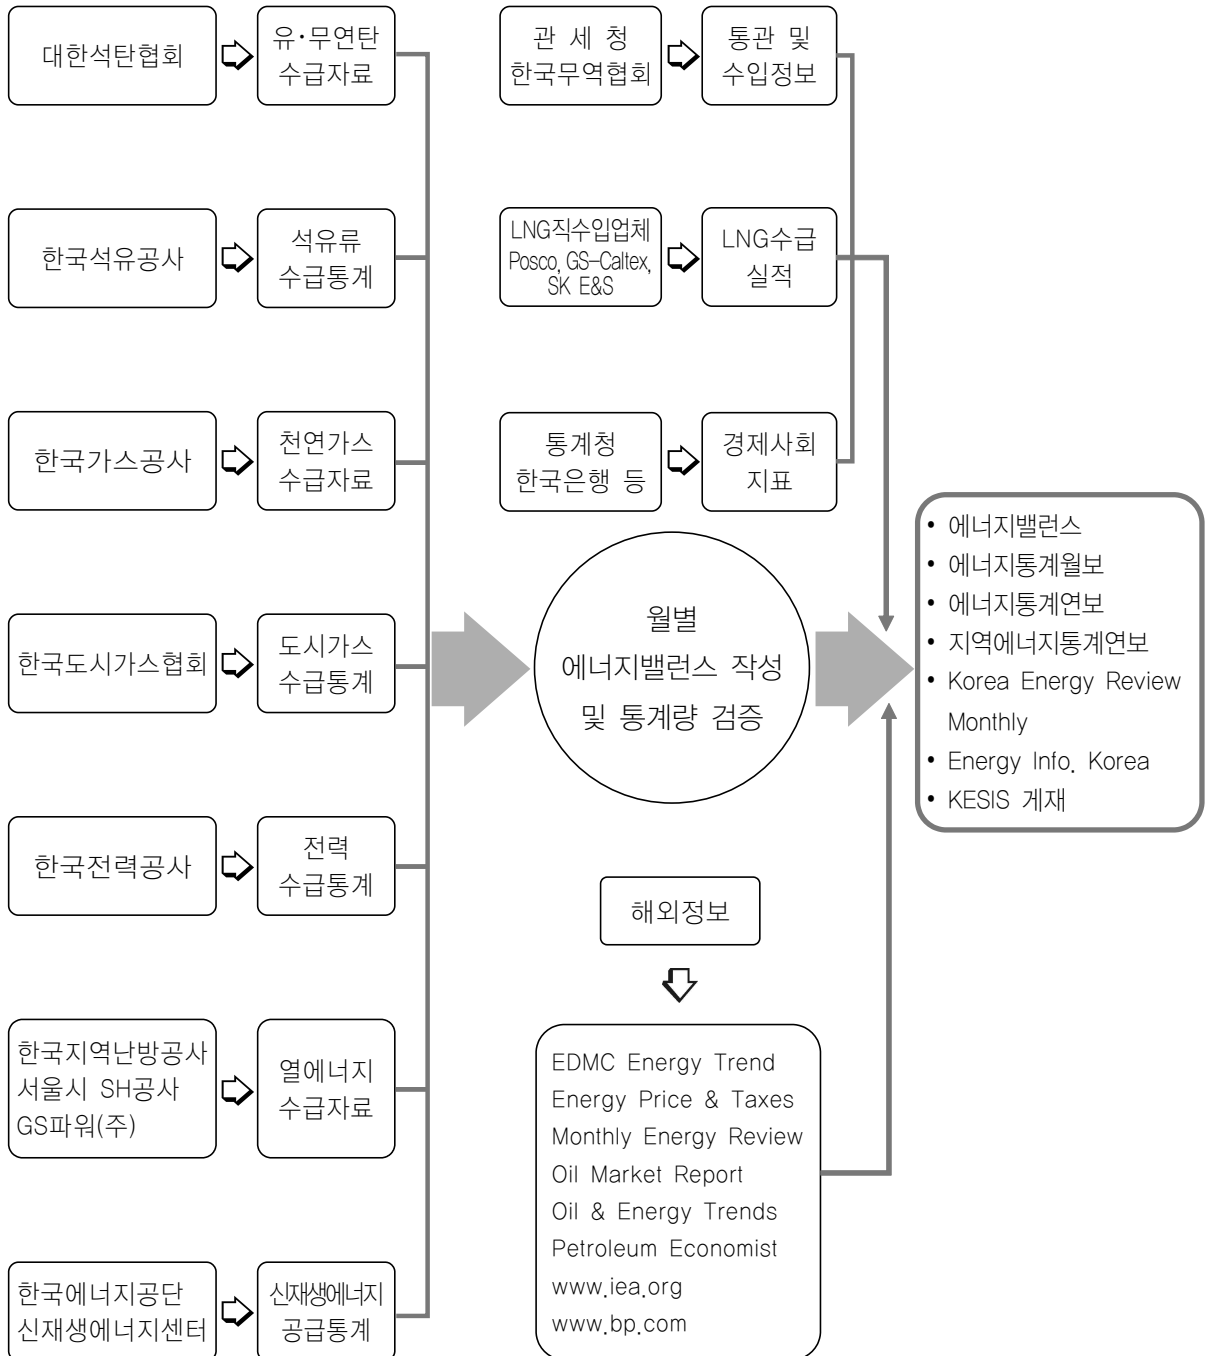 대한석탄협회
유·무연탄
수급자료
관 세 청
한국무역협회
통관 및
수입정보
한국석유공사
석유류
수급통계
LNG직수입업체
Posco, GS-Caltex,
SK E&S
LNG수급
실적
한국가스공사
천연가스
수급자료
통계청
한국은행 등
경제사회
지표
한국도시가스협회
도시가스
수급통계
월별
에너지밸런스 작성
및 통계량 검증
• 에너지밸런스
• 에너지통계월보
• 에너지통계연보
• 지역에너지통계연보
• Korea Energy Review
Monthly
• Energy Info. Korea
• KESIS 게재
한국전력공사
전력
수급통계
해외정보
한국지역난방공사
서울시 SH공사
GS파워(주)
열에너지
수급자료
EDMC Energy Trend
Energy Price & Taxes
Monthly Energy Review
Oil Market Report
Oil & Energy Trends
Petroleum Economist
www.iea.org
www.bp.com
한국에너지공단
신재생에너지센터
신재생에너지
공급통계